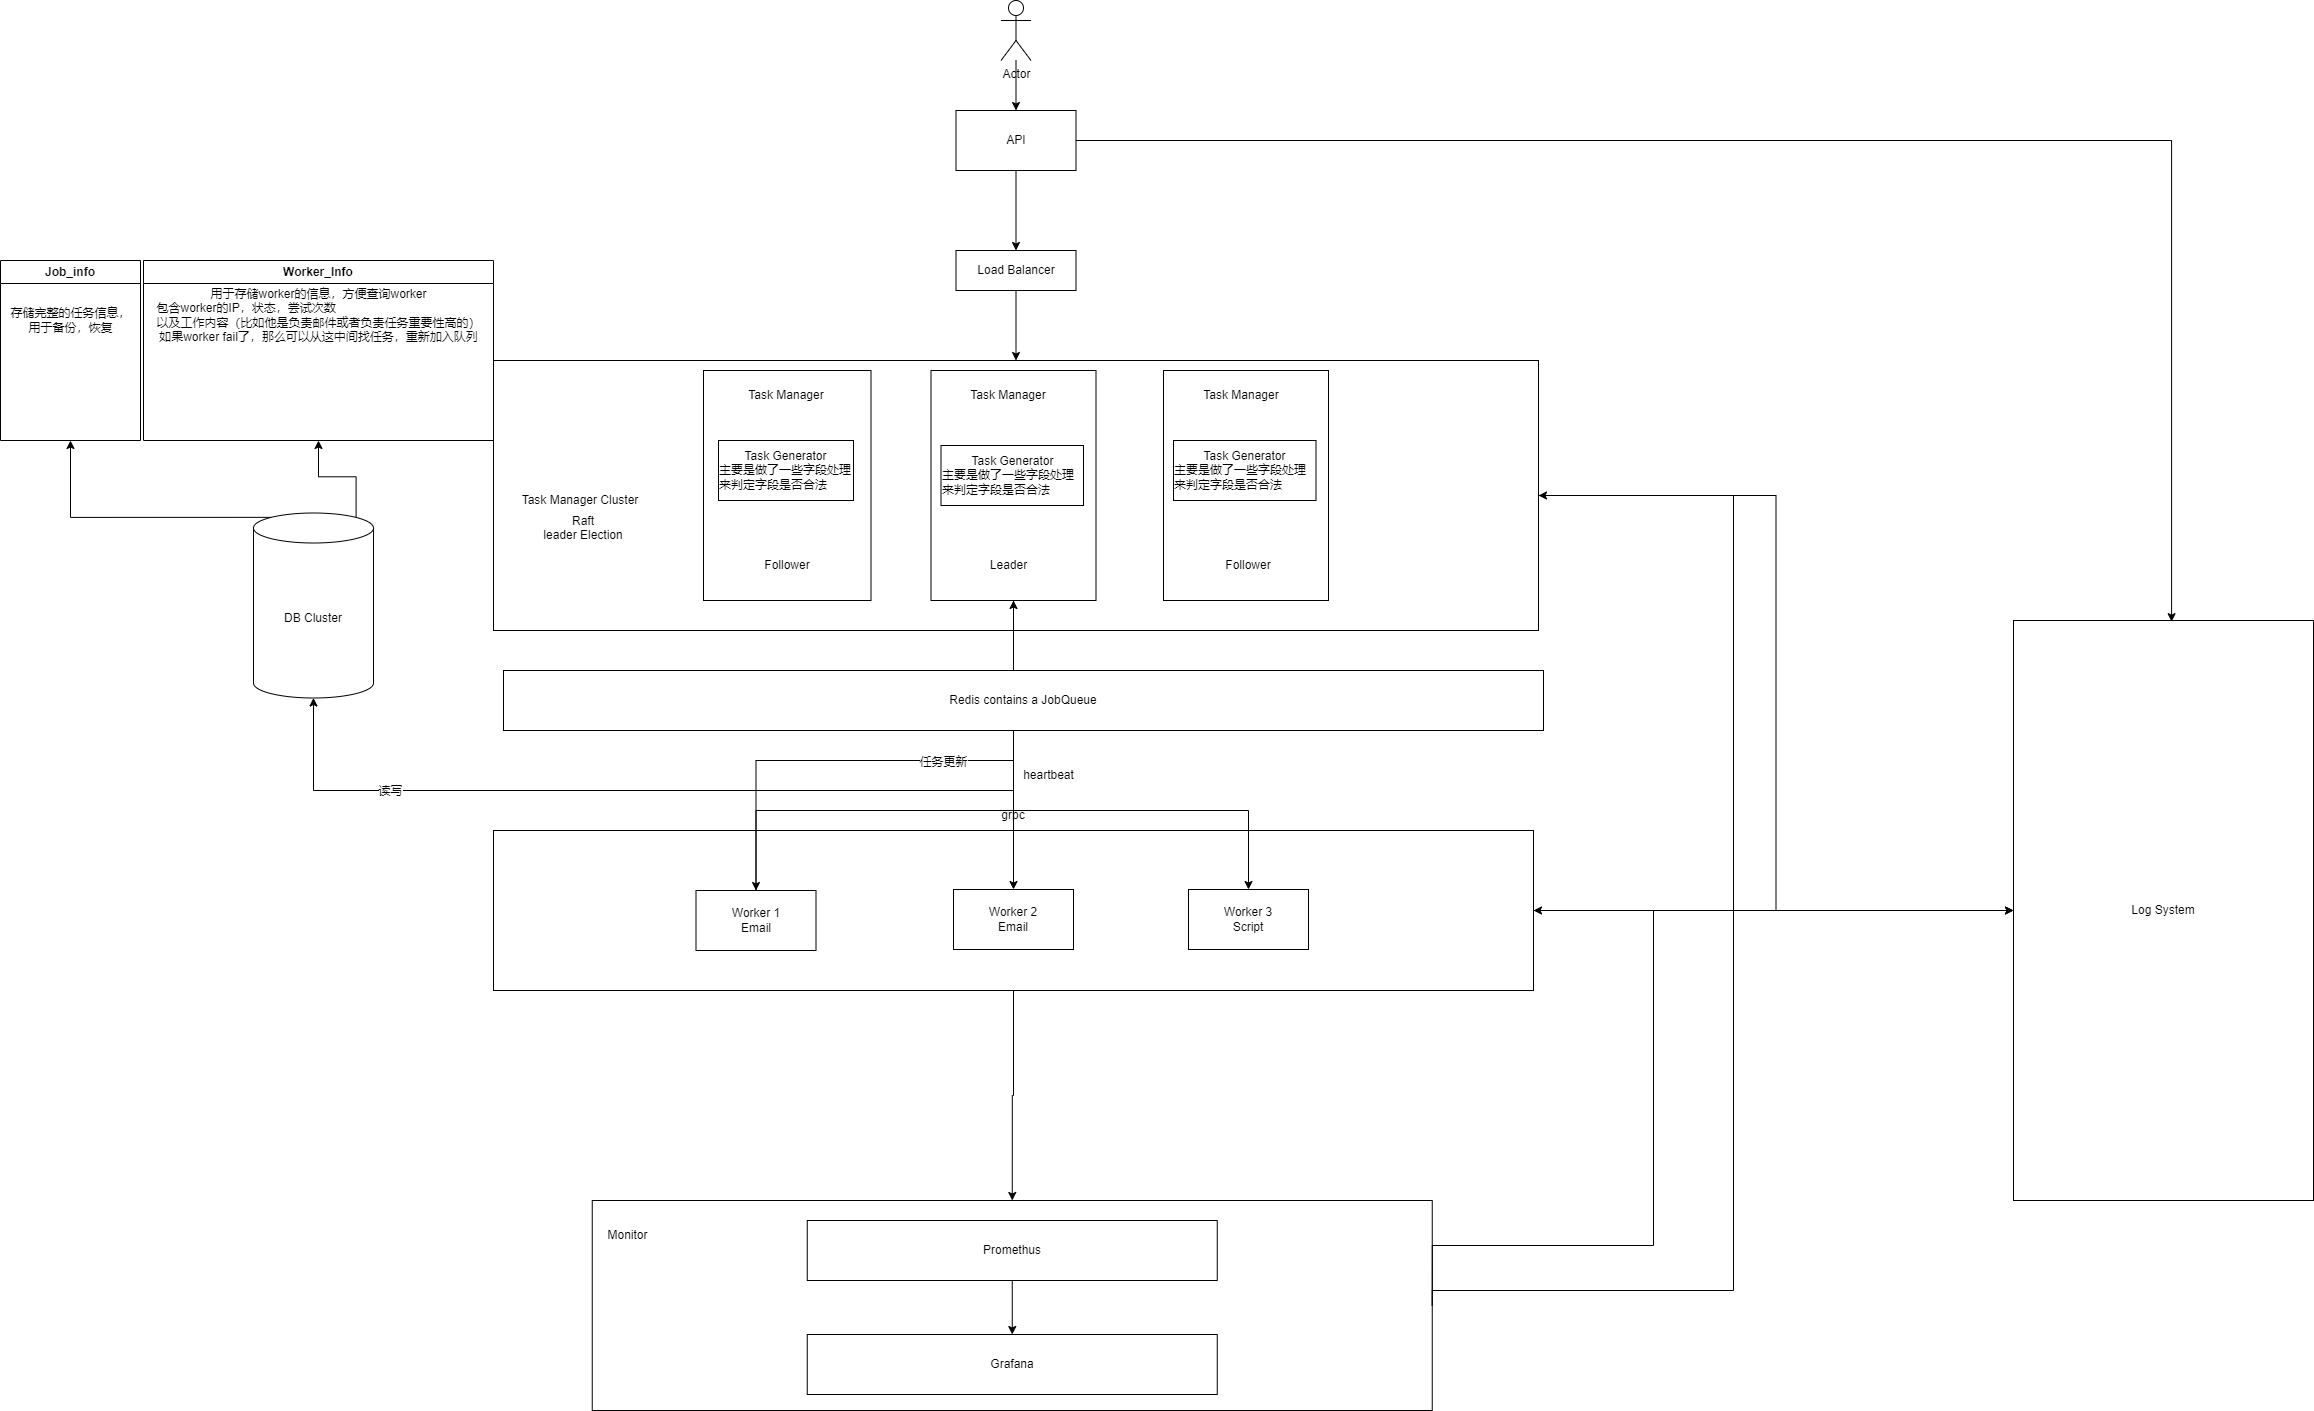 Actor
API
Load Balancer
Job_info
存储完整的任务信息，
用于备份，恢复
Worker_Info
用于存储worker的信息，方便查询worker
包含worker的IP，状态，尝试次数
以及工作内容（比如他是负责邮件或者负责任务重要性高的）
如果worker fail了，那么可以从这中间找任务，重新加入队列
DB Cluster
Task Manager Cluster
Raft
leader Election
Task Manager
Task Generator
主要是做了一些字段处理
来判定字段是否合法
Follower
Task Manager
Task Generator
主要是做了一些字段处理
来判定字段是否合法
Leader
Task Manager
Task Generator
主要是做了一些字段处理
来判定字段是否合法
Follower
Redis contains a JobQueue
任务更新
heartbeat
读写
grpc
Worker 1
Email
Worker 2
Email
Worker 3
Script
Log System
Monitor
Promethus
Grafana